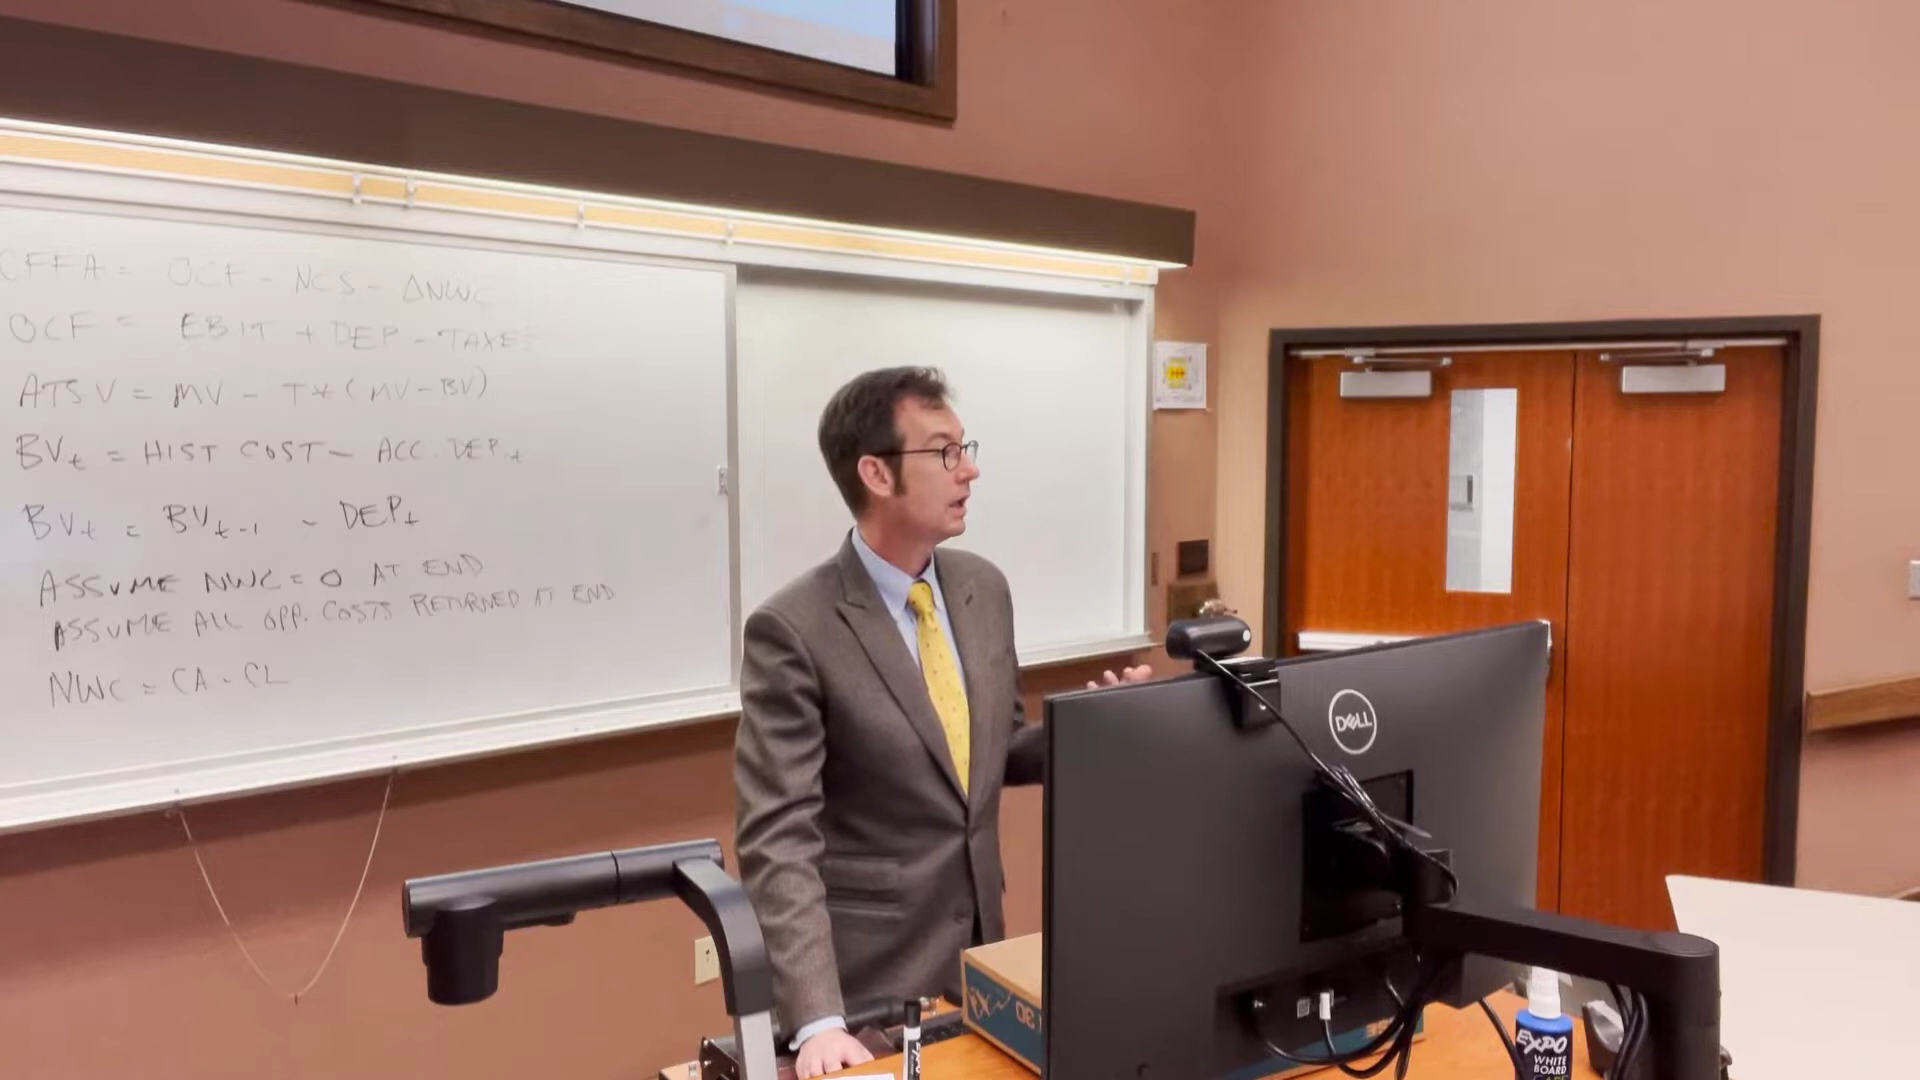 CFFA = OCF - NCS - ΔNWC
OCF = EBIT + DEP - TAXES
ATSV = MV - T*(MV-BV)
BVt = HIST COST - ACC. DEP.t
BVt = BVt-1 - DEPt
ASSUME NWC = 0 AT END
ASSUME ALL OPP. COSTS RETURNED AT END
NWC = CA - CL
DELL
EXPO
WHITE
BOARD
CARE